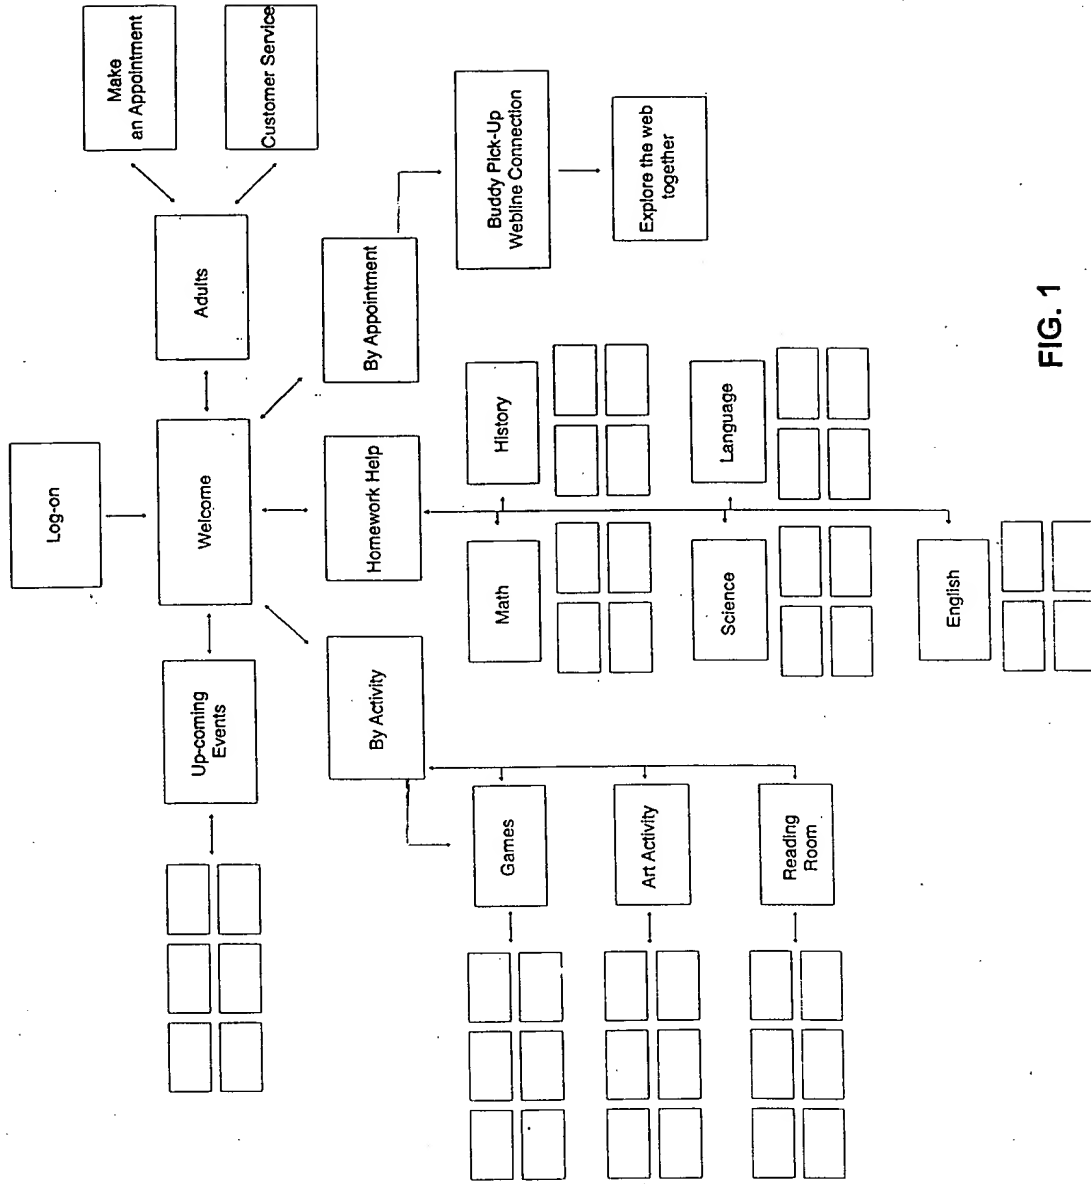 Log-on
Up-coming
Events
Welcome
Adults
Make
an Appointment
Customer Service
By Activity
Homework Help
By Appointment
Games
Art Activity
Reading
Room
Math
History
Science
Language
English
Buddy Pick-Up
Webline Connection
Explore the web
together
FIG. 1